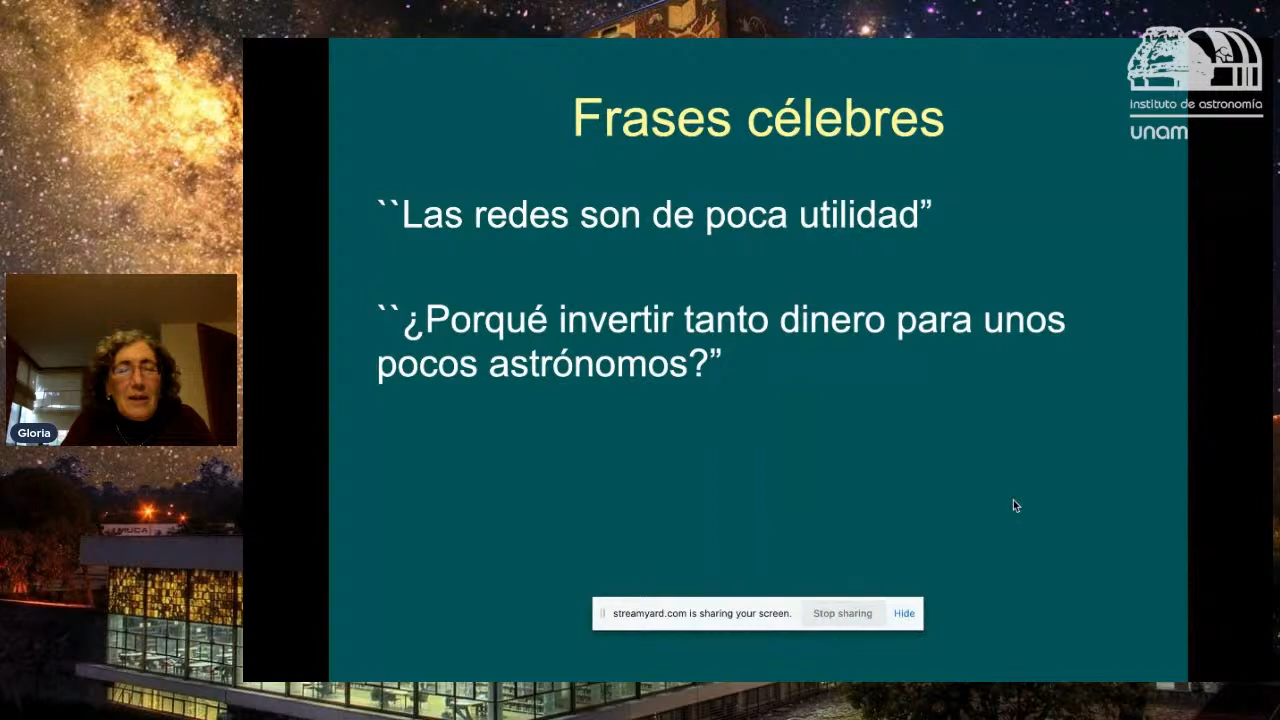 instituto de astronomía
unam
Frases célebres
``Las redes son de poca utilidad”
``¿Porqué invertir tanto dinero para unos
pocos astrónomos?”
Gloria
MUCA
streamyard.com is sharing your screen. Stop sharing Hide